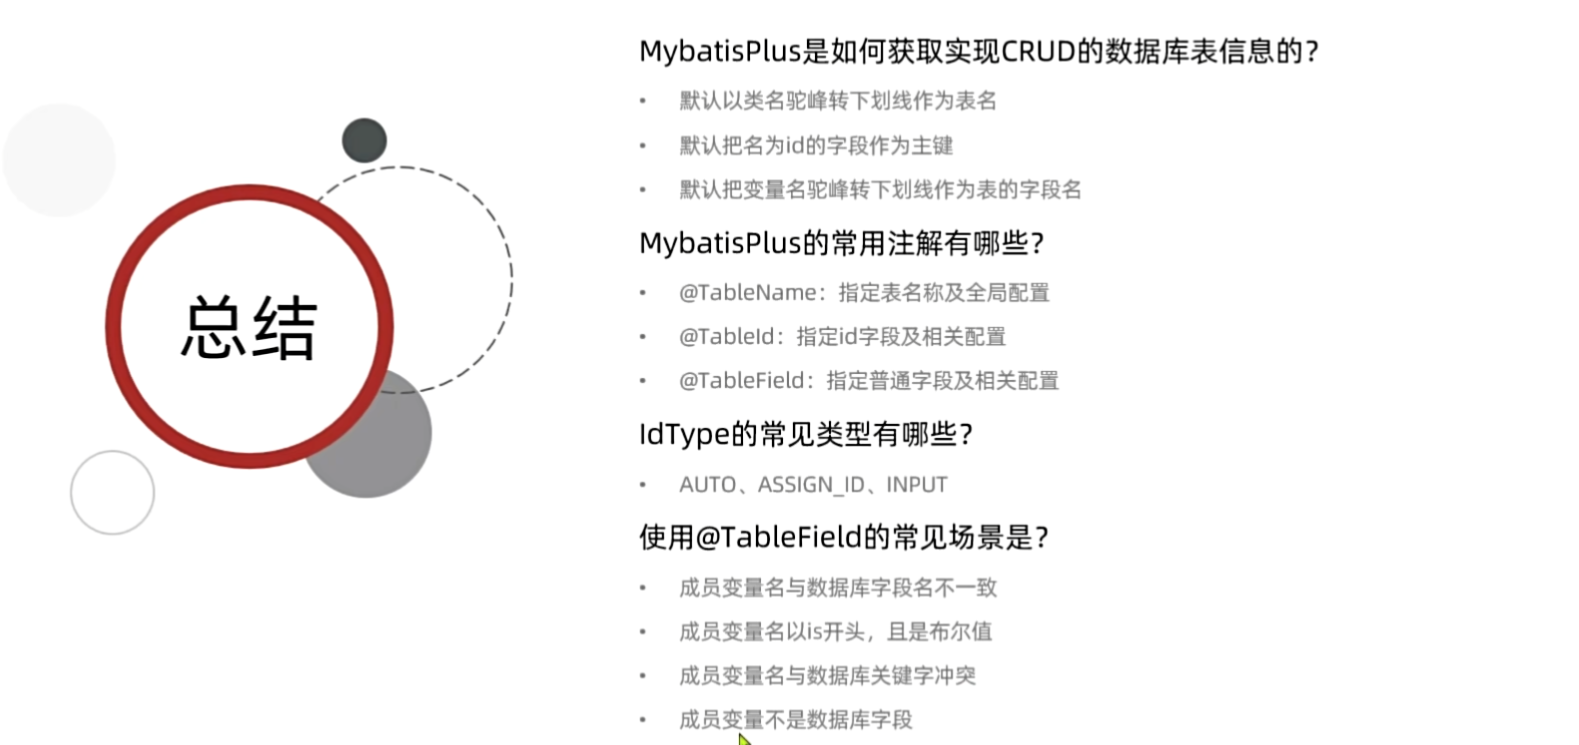 总结
MybatisPlus是如何获取实现CRUD的数据库表信息的?
• 默认以类名驼峰转下划线作为表名
• 默认把名为id的字段作为主键
• 默认把变量名驼峰转下划线作为表的字段名
MybatisPlus的常用注解有哪些?
• @TableName：指定表名称及全局配置
• @TableId：指定id字段及相关配置
• @TableField：指定普通字段及相关配置
IdType的常见类型有哪些?
• AUTO、ASSIGN_ID、INPUT
使用@TableField的常见场景是?
• 成员变量名与数据库字段名不一致
• 成员变量名以is开头，且是布尔值
• 成员变量名与数据库关键字冲突
• 成员变量不是数据库字段